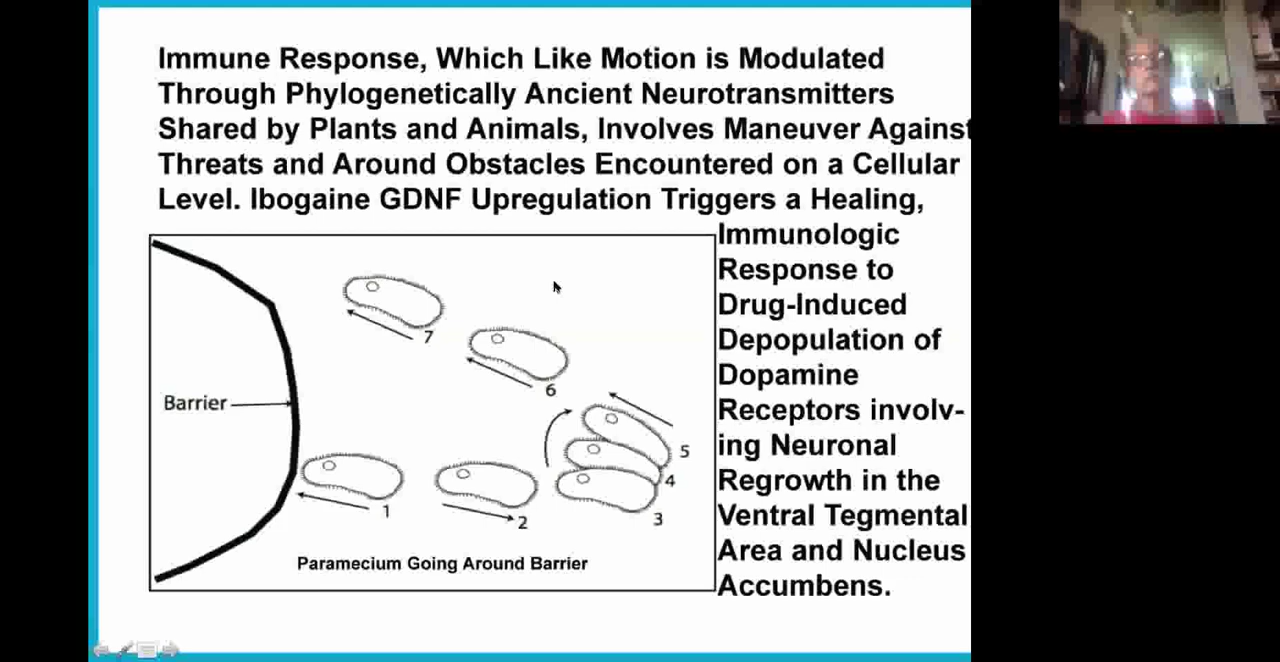 Immune Response, Which Like Motion is Modulated
Through Phylogenetically Ancient Neurotransmitters
Shared by Plants and Animals, Involves Maneuver Against
Threats and Around Obstacles Encountered on a Cellular
Level. Ibogaine GDNF Upregulation Triggers a Healing,
Immunologic
Response to
Drug-Induced
Depopulation of
Dopamine
Receptors involv-
ing Neuronal
Regrowth in the
Ventral Tegmental
Area and Nucleus
Accumbens.
7
6
Barrier
5
4
3
1
2
Paramecium Going Around Barrier